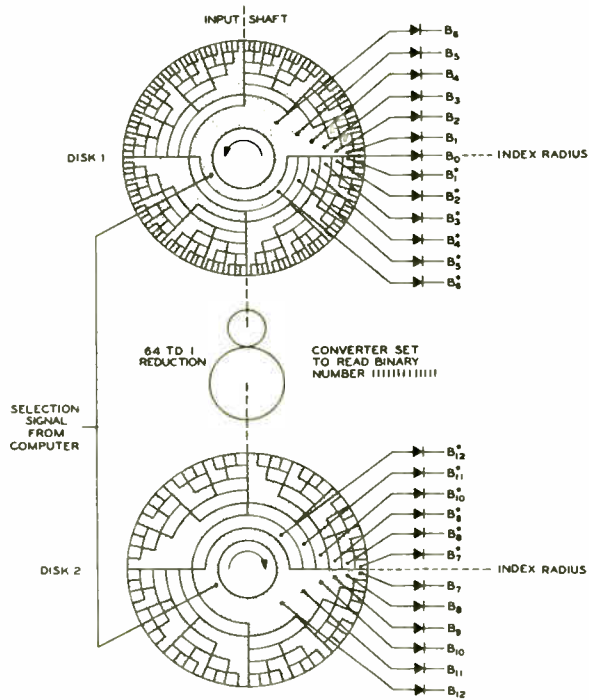 INPUT SHAFT
B6
B5
B4
B3
B2
B1
DISK 1
B0
INDEX RADIUS
B1*
B2*
B3*
B4*
B5*
B6*
64 TO 1
REDUCTION
CONVERTER SET
TO READ BINARY
NUMBER 1111111111111
SELECTION
SIGNAL
FROM
COMPUTER
B12*
B11*
B10*
B8*
B8*
B7*
DISK 2
INDEX RADIUS
B7
B8
B9
B10
B11
B12